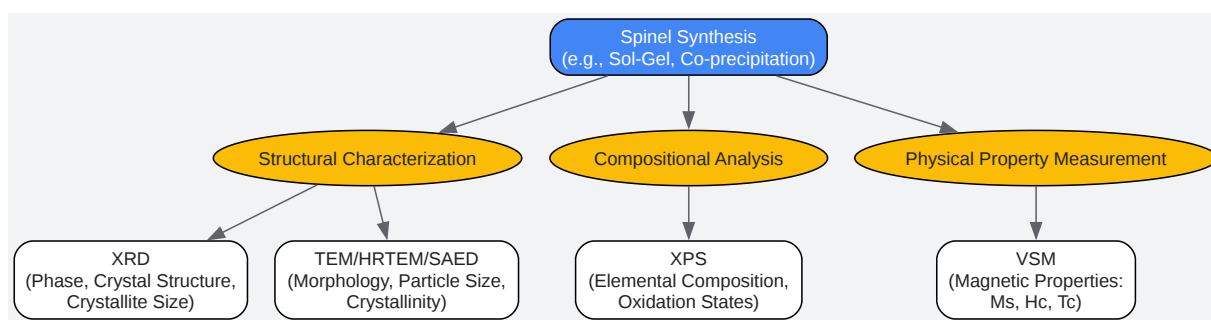 Spinel Synthesis
(e.g., Sol-Gel, Co-precipitation)
Structural Characterization
Compositional Analysis
Physical Property Measurement
XRD
(Phase, Crystal Structure,
Crystallite Size)
TEM/HRTEM/SAED
(Morphology, Particle Size,
Crystallinity)
XPS
(Elemental Composition,
Oxidation States)
VSM
(Magnetic Properties:
Ms, Hc, Tc)